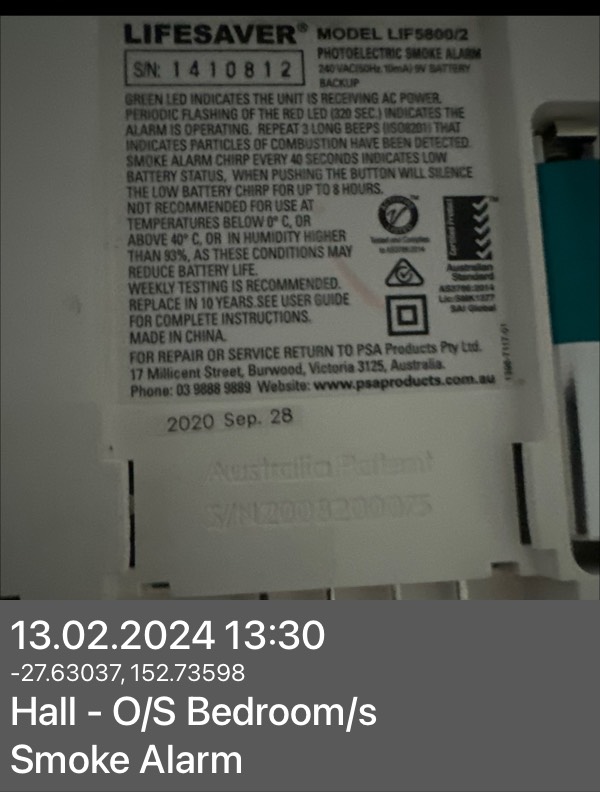 LIFESAVER® MODEL LIF5800/2
PHOTOELECTRIC SMOKE ALARM
S/N: 1410812
240VAC(50Hz, 10mA) 9V BATTERY
BACKUP
GREEN LED INDICATES THE UNIT IS RECEIVING AC POWER.
PERIODIC FLASHING OF THE RED LED (320 SEC.) INDICATES THE
ALARM IS OPERATING. REPEAT 3 LONG BEEPS (ISO8201) THAT
INDICATES PARTICLES OF COMBUSTION HAVE BEEN DETECTED.
SMOKE ALARM CHIRP EVERY 40 SECONDS INDICATES LOW
BATTERY STATUS, WHEN PUSHING THE BUTTON WILL SILENCE
THE LOW BATTERY CHIRP FOR UP TO 8 HOURS.
NOT RECOMMENDED FOR USE AT
TEMPERATURES BELOW 0° C, OR
ABOVE 40° C, OR IN HUMIDITY HIGHER
THAN 93%, AS THESE CONDITIONS MAY
REDUCE BATTERY LIFE.
WEEKLY TESTING IS RECOMMENDED.
REPLACE IN 10 YEARS.SEE USER GUIDE
FOR COMPLETE INSTRUCTIONS.
MADE IN CHINA.
Tested and Complies
to AS3786:2014
Certified Product
Australian
Standard
AS3786:2014
Lic:SMK1327
SAI Global
FOR REPAIR OR SERVICE RETURN TO PSA Products Pty Ltd.
17 Millicent Street, Burwood, Victoria 3125, Australia.
Phone: 03 9888 9889 Website: www.psaproducts.com.au
2020 Sep. 28
Australia Patent
S/N 2008200075
13.02.2024 13:30
-27.63037, 152.73598
Hall - O/S Bedroom/s
Smoke Alarm